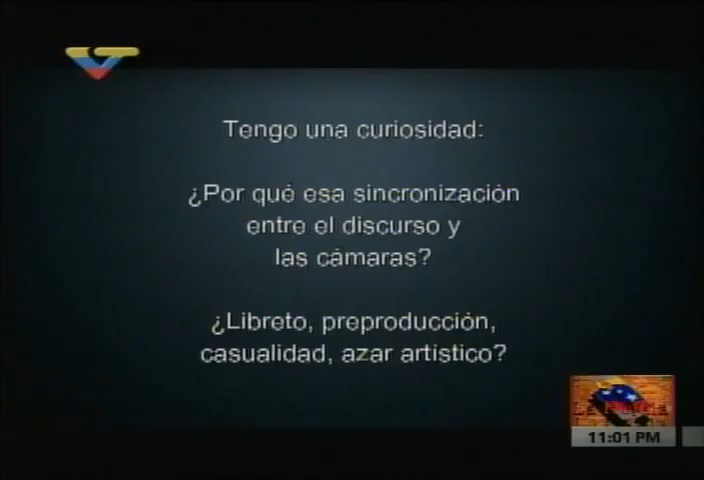 Tengo una curiosidad:
¿Por qué esa sincronización
entre el discurso y
las cámaras?
¿Libreto, preproducción,
casualidad, azar artístico?
11:01 PM